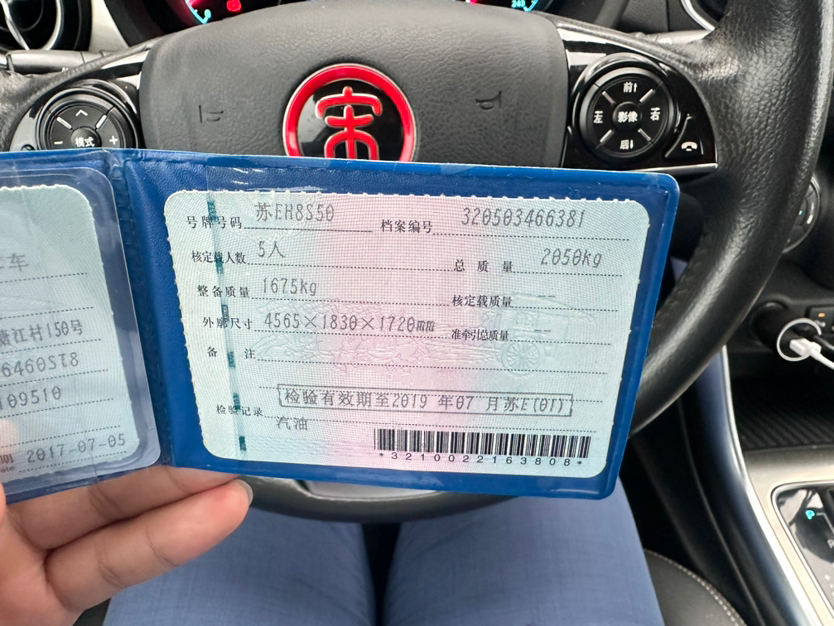 240
模式
前
左 影像 右
后
宋
车
江村150号
6460ST8
109510
2017-07-05
号牌号码 苏EH8S50 档案编号 320503466381
核定载人数 5人 总质量 2050kg
整备质量 1675kg 核定载质量 --
外廓尺寸 4565×1830×1720mm 准牵引总质量 --
备注
检验有效期至2019年07月苏E(01)
检验记录
汽油
*3210022163808*